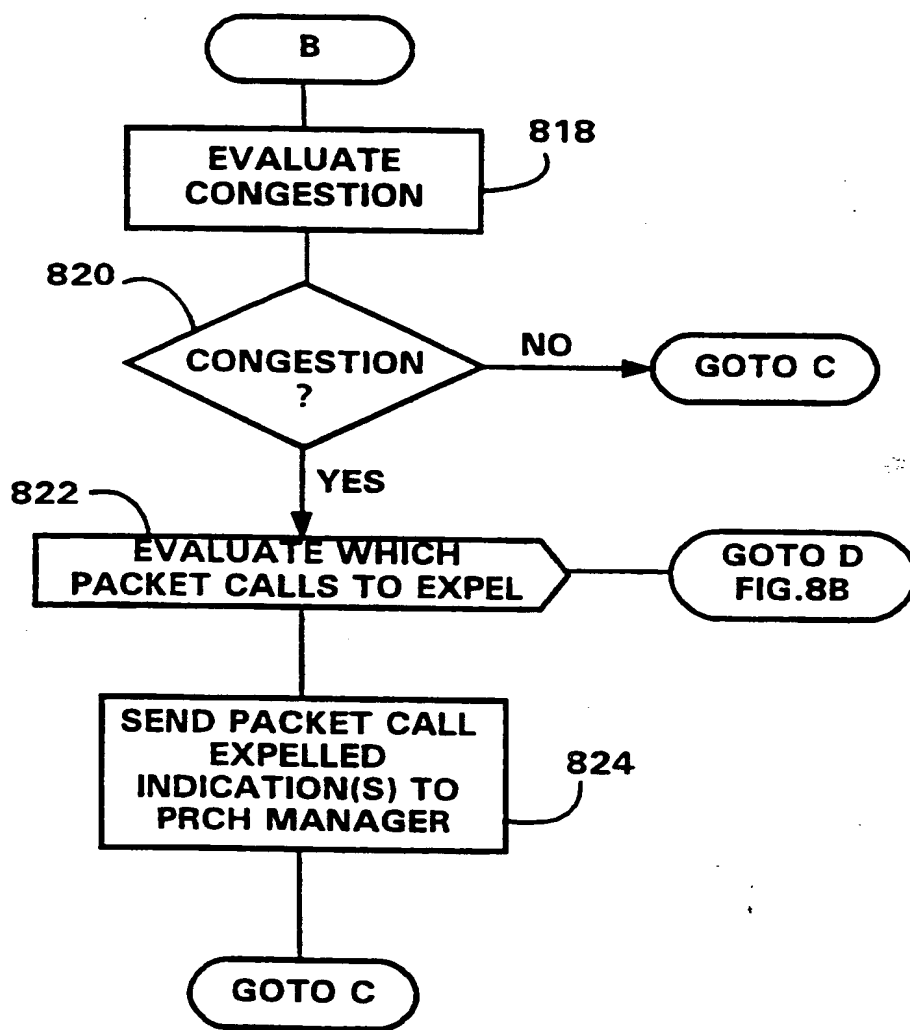 B
818
EVALUATE
CONGESTION
820
CONGESTION
?
NO
GOTO C
YES
822
EVALUATE WHICH
PACKET CALLS TO EXPEL
GOTO D
FIG.8B
SEND PACKET CALL
EXPELLED
INDICATION(S) TO
PRCH MANAGER
824
GOTO C